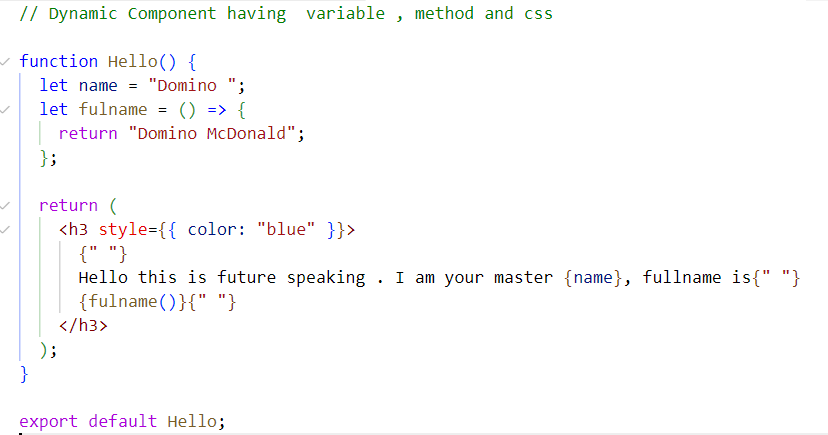 // Dynamic Component having  variable , method and css
function Hello() {
let name = "Domino ";
let fulname = () => {
return "Domino McDonald";
};
return (
<h3 style={{ color: "blue" }}>
{" "}
Hello this is future speaking . I am your master {name}, fullname is{" "}
{fulname()}{" "}
</h3>
);
}
export default Hello;